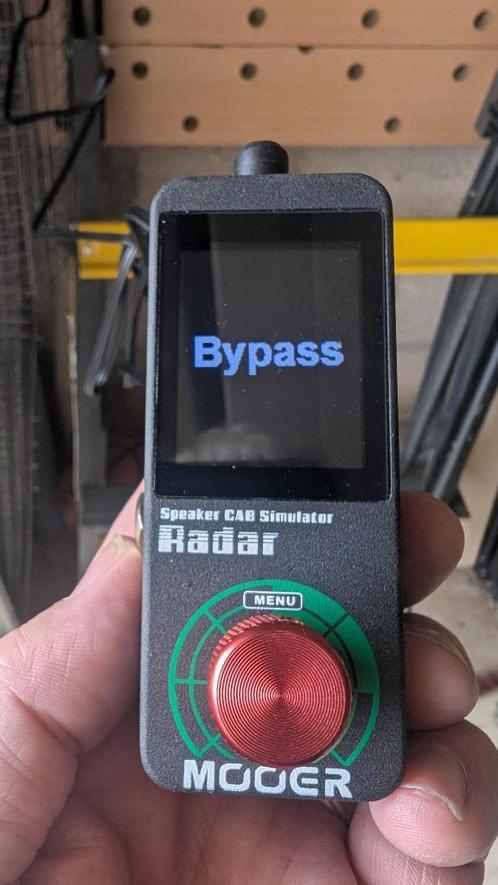 Bypass
Speaker CAB Simulator
Radar
MENU
MOOER